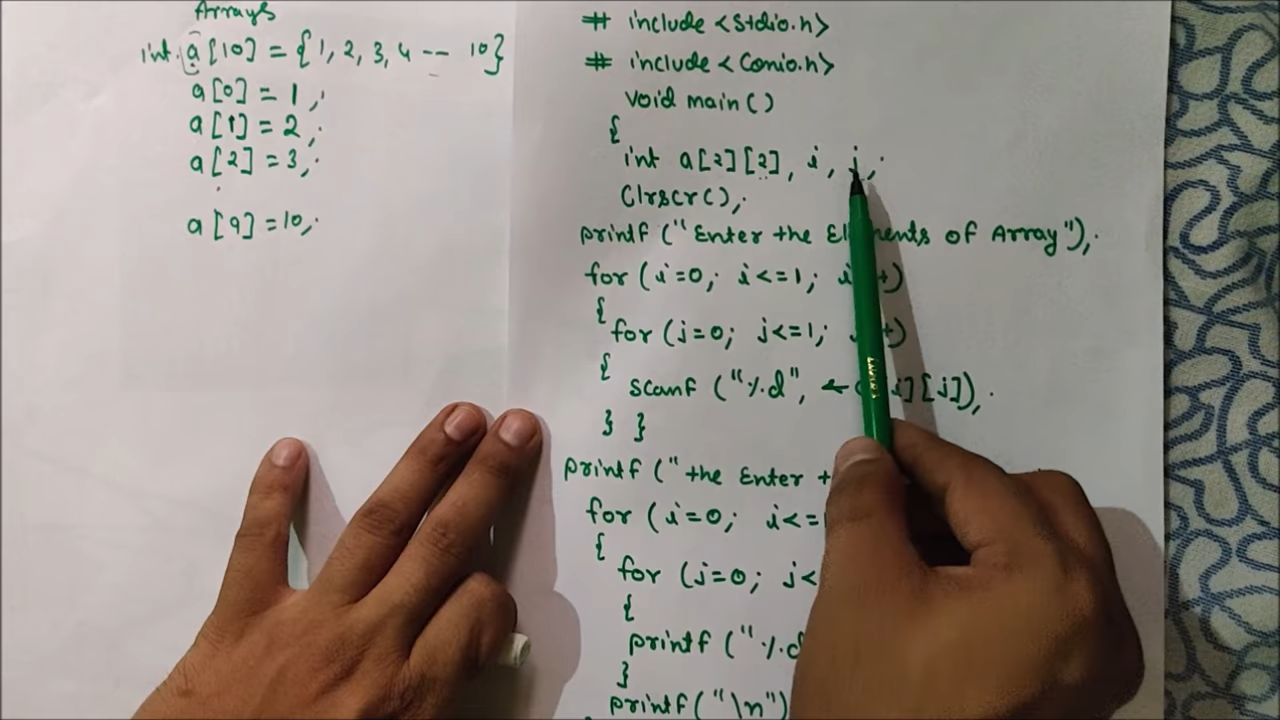 Arrays
int a[10] = {1, 2, 3, 4 -- 10}
a[0] = 1;
a[1] = 2;
a[2] = 3;
a[9] = 10;
# include <stdio.h>
# include <Conio.h>
void main()
{
int a[2][2], i, j;
Clrscr();
printf ("Enter the El ents of Array");
for (i=0; i<=1; i +)
{
for (j=0; j<=1; +)
{
Scanf ("%d", & i][j]);
} }
printf ("the Enter
for (i=0; i<=
{
for (j=0; j<
{
printf ("%d
}
printf("\n")